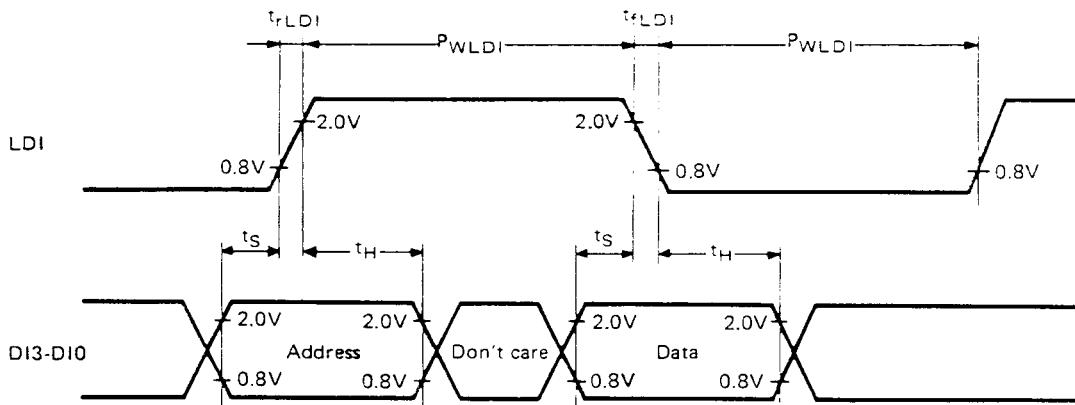 trLDI PWLDI tfLDI PWLDI
LDI 2.0V 2.0V
0.8V 0.8V 0.8V
tS tH tS tH
2.0V 2.0V 2.0V 2.0V
DI3-DI0 Address Don't care Data
0.8V 0.8V 0.8V 0.8V